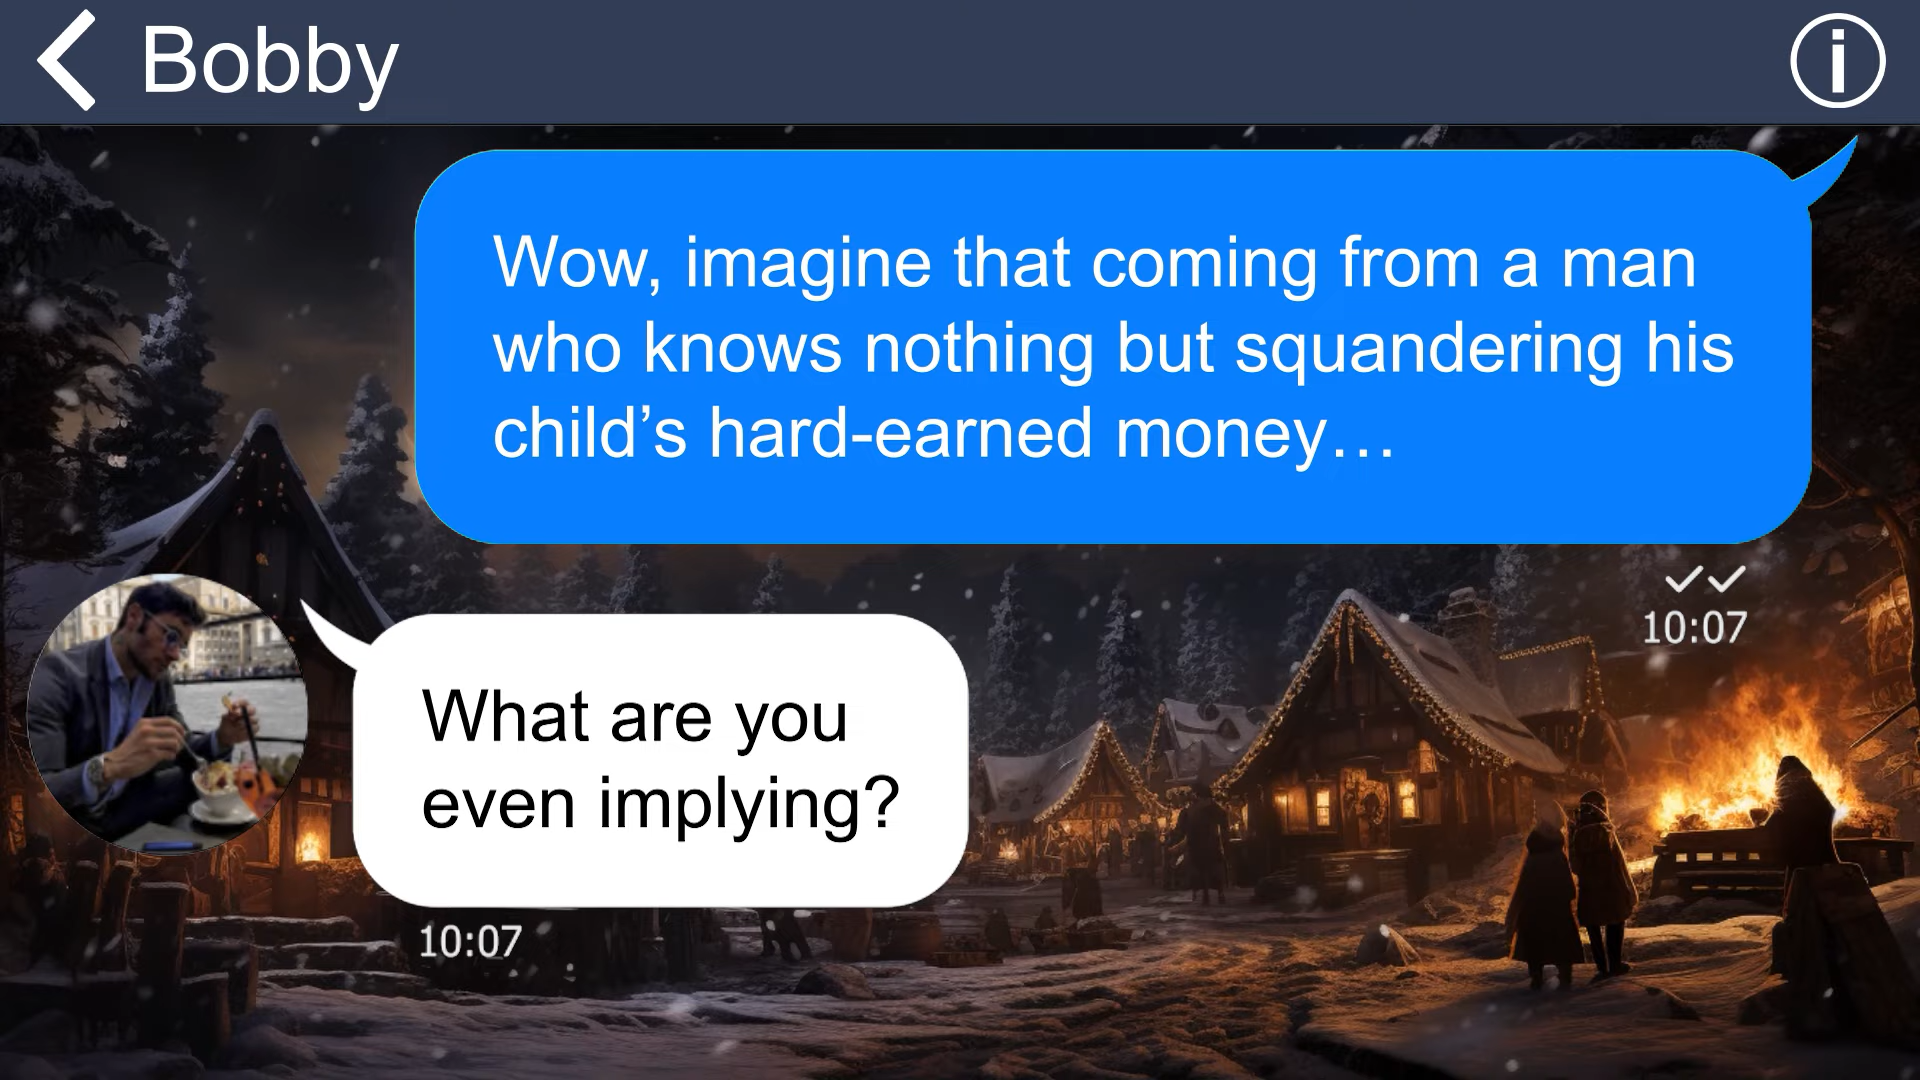 Bobby
Wow, imagine that coming from a man
who knows nothing but squandering his
child’s hard-earned money…
10:07
What are you
even implying?
10:07